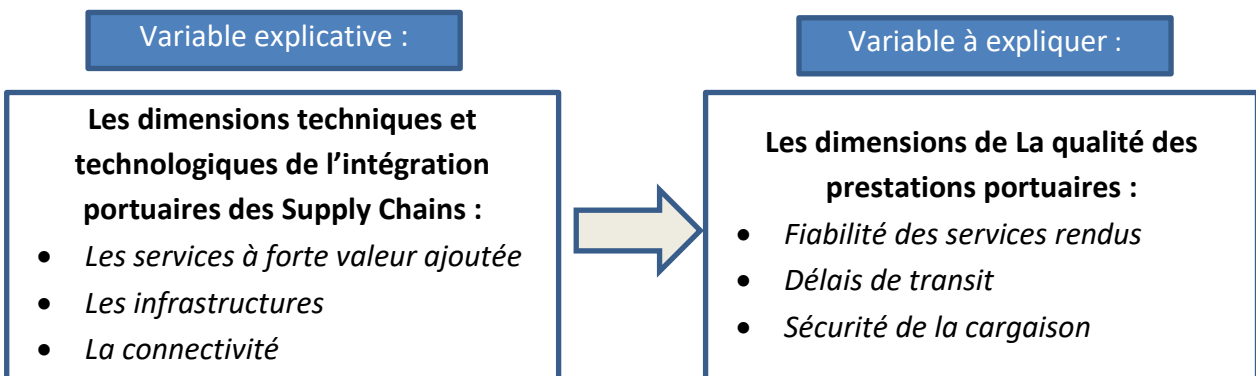 Variable explicative :
Les dimensions techniques et
technologiques de l’intégration
portuaires des Supply Chains :
• Les services à forte valeur ajoutée
• Les infrastructures
• La connectivité
Variable à expliquer :
Les dimensions de La qualité des
prestations portuaires :
• Fiabilité des services rendus
• Délais de transit
• Sécurité de la cargaison